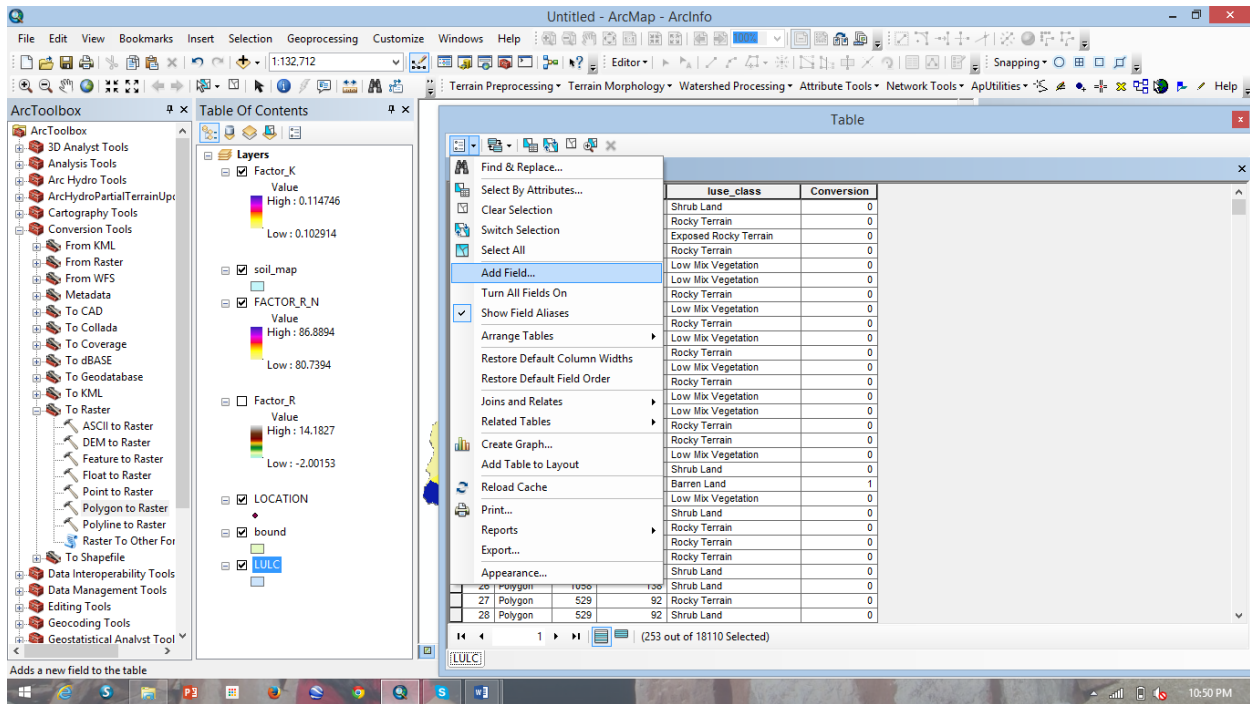 Untitled - ArcMap - ArcInfo
File Edit View Bookmarks Insert Selection Geoprocessing Customize Windows Help 100%
1:132,712 Editor Snapping
Terrain Preprocessing Terrain Morphology Watershed Processing Attribute Tools Network Tools ApUtilities Help
ArcToolbox
ArcToolbox
3D Analyst Tools
Analysis Tools
Arc Hydro Tools
ArcHydroPartialTerrainUp
Cartography Tools
Conversion Tools
From KML
From Raster
From WFS
Metadata
To CAD
To Collada
To Coverage
To dBASE
To Geodatabase
To KML
To Raster
ASCII to Raster
DEM to Raster
Feature to Raster
Float to Raster
Point to Raster
Polygon to Raster
Polyline to Raster
Raster To Other For
To Shapefile
Data Interoperability Tools
Data Management Tools
Editing Tools
Geocoding Tools
Geostatistical Analyst Tool
Table Of Contents
Layers
Factor_K
Value
High : 0.114746
Low : 0.102914
soil_map
FACTOR_R_N
Value
High : 86.8894
Low : 80.7394
Factor_R
Value
High : 14.1827
Low : -2.00153
LOCATION
bound
LULC
Table
Find & Replace...
Select By Attributes...
Clear Selection
Switch Selection
Select All
Add Field...
Turn All Fields On
Show Field Aliases
Arrange Tables
Restore Default Column Widths
Restore Default Field Order
Joins and Relates
Related Tables
Create Graph...
Add Table to Layout
Reload Cache
Print...
Reports
Export...
Appearance...
luse_class Conversion
Shrub Land 0
Rocky Terrain 0
Exposed Rocky Terrain 0
Rocky Terrain 0
Low Mix Vegetation 0
Low Mix Vegetation 0
Rocky Terrain 0
Low Mix Vegetation 0
Rocky Terrain 0
Low Mix Vegetation 0
Rocky Terrain 0
Low Mix Vegetation 0
Rocky Terrain 0
Low Mix Vegetation 0
Low Mix Vegetation 0
Rocky Terrain 0
Rocky Terrain 0
Low Mix Vegetation 0
Shrub Land 0
Barren Land 1
Low Mix Vegetation 0
Shrub Land 0
Rocky Terrain 0
Rocky Terrain 0
Rocky Terrain 0
Shrub Land 0
26 Polygon 1058 138 Shrub Land 0
27 Polygon 529 92 Rocky Terrain 0
28 Polygon 529 92 Shrub Land 0
1 (253 out of 18110 Selected)
LULC
Adds a new field to the table
10:50 PM